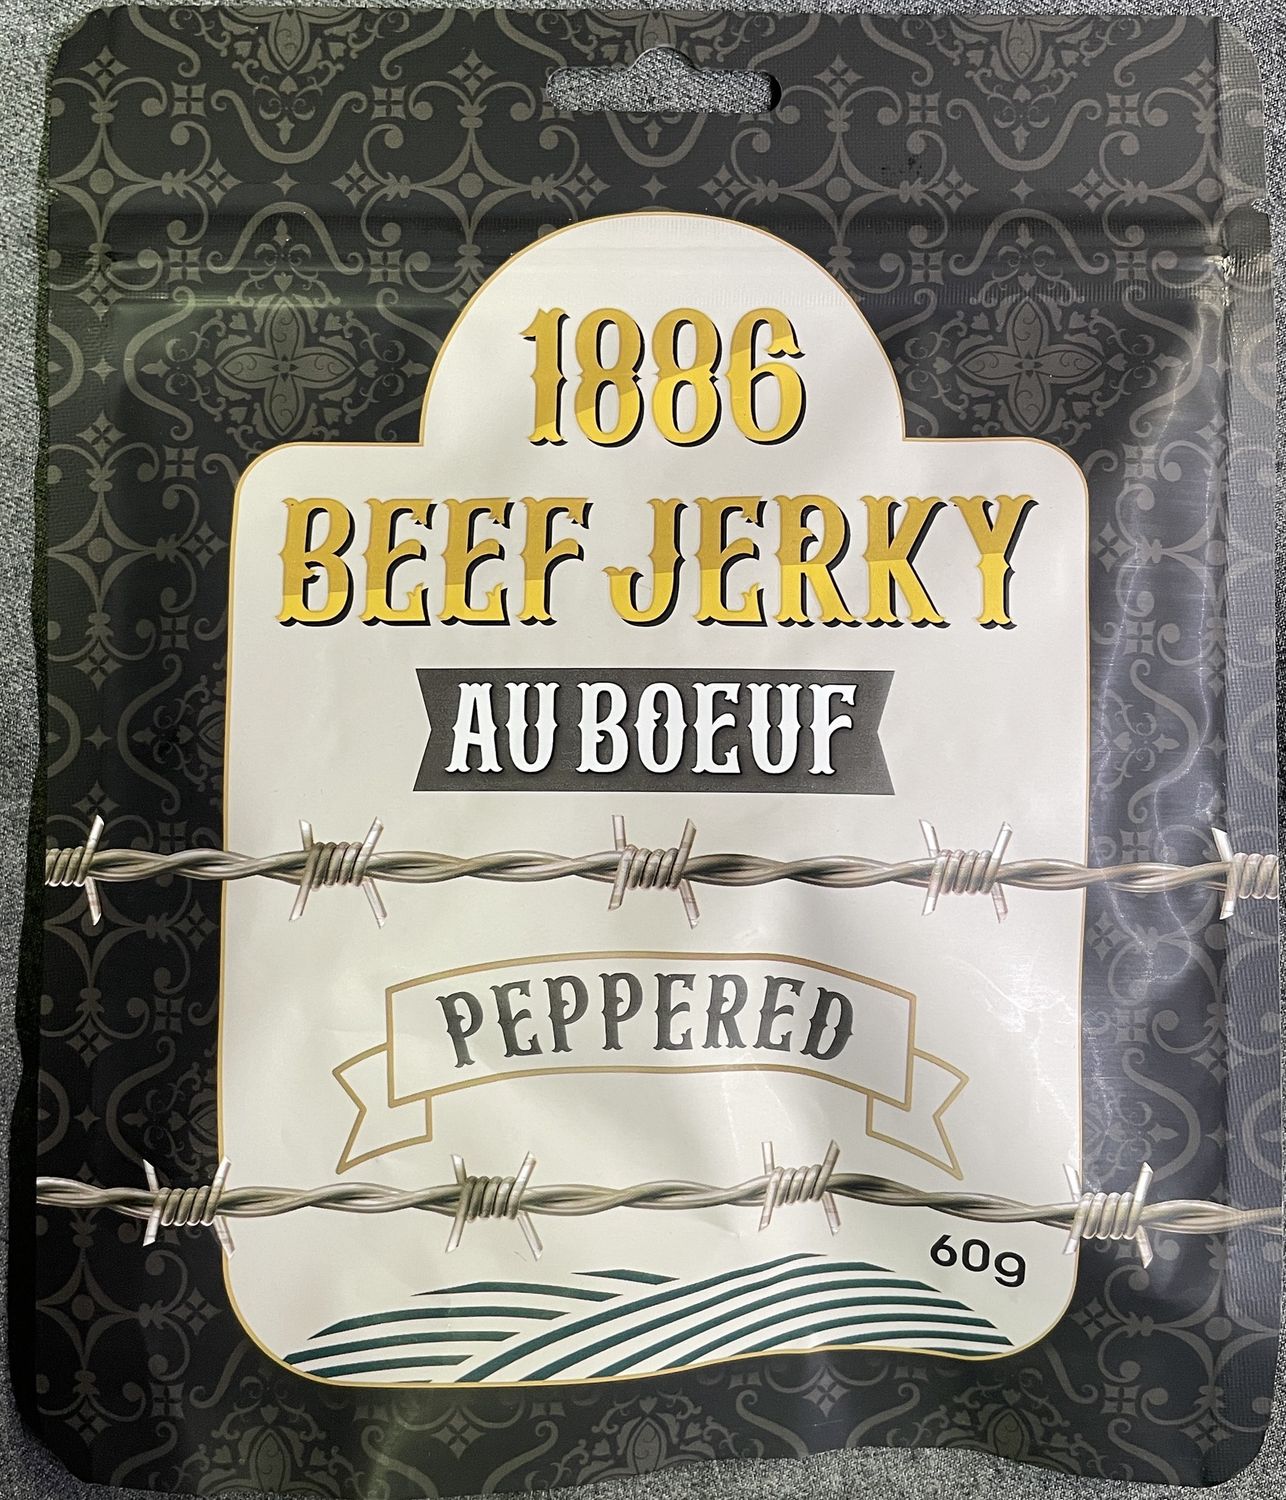 1886
BEEF JERKY
AU BOEUF
PEPPERED
60g